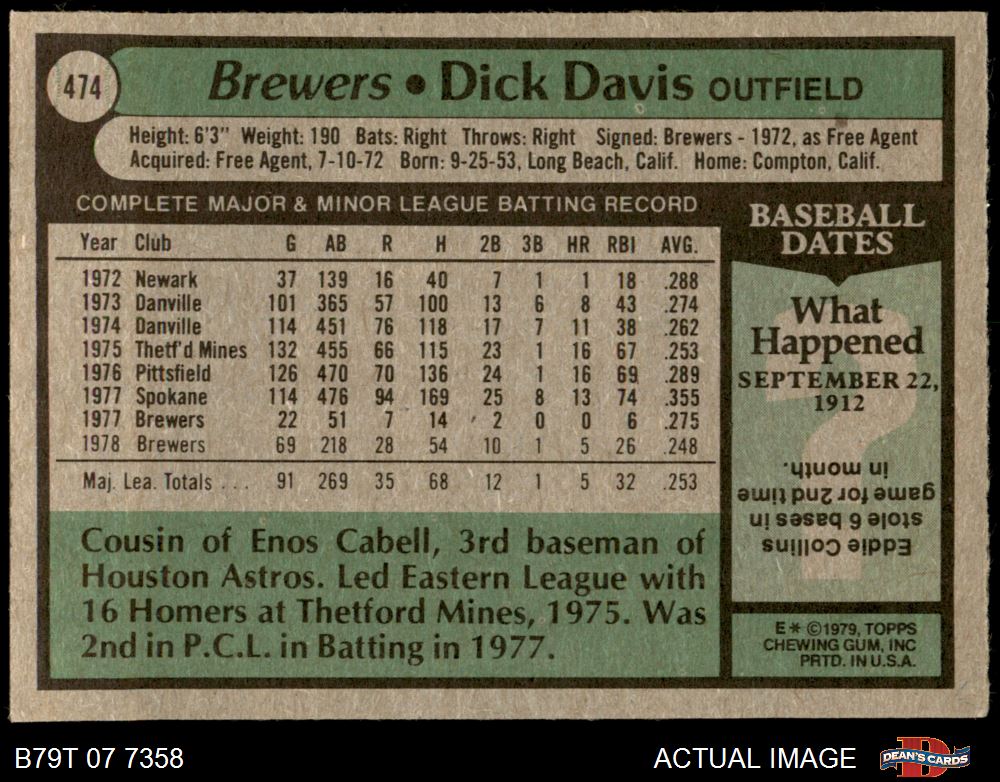 474
Brewers • Dick Davis OUTFIELD
Height: 6'3" Weight: 190 Bats: Right Throws: Right Signed: Brewers - 1972, as Free Agent
Acquired: Free Agent, 7-10-72 Born: 9-25-53, Long Beach, Calif. Home: Compton, Calif.
COMPLETE MAJOR & MINOR LEAGUE BATTING RECORD
Year Club G AB R H 2B 3B HR RBI AVG.
1972 Newark 37 139 16 40 7 1 1 18 .288
1973 Danville 101 365 57 100 13 6 8 43 .274
1974 Danville 114 451 76 118 17 7 11 38 .262
1975 Thetf'd Mines 132 455 66 115 23 1 16 67 .253
1976 Pittsfield 126 470 70 136 24 1 16 69 .289
1977 Spokane 114 476 94 169 25 8 13 74 .355
1977 Brewers 22 51 7 14 2 0 0 6 .275
1978 Brewers 69 218 28 54 10 1 5 26 .248
Maj. Lea. Totals ... 91 269 35 68 12 1 5 32 .253
Cousin of Enos Cabell, 3rd baseman of
Houston Astros. Led Eastern League with
16 Homers at Thetford Mines, 1975. Was
2nd in P.C.L. in Batting in 1977.
BASEBALL
DATES
What
Happened
SEPTEMBER 22,
1912
Eddie Collins
stole 6 bases in
game for 2nd time
in month.
E * ©1979, TOPPS
CHEWING GUM, INC
PRTD. IN U.S.A.
B79T 07 7358
ACTUAL IMAGE
DEAN'S CARDS